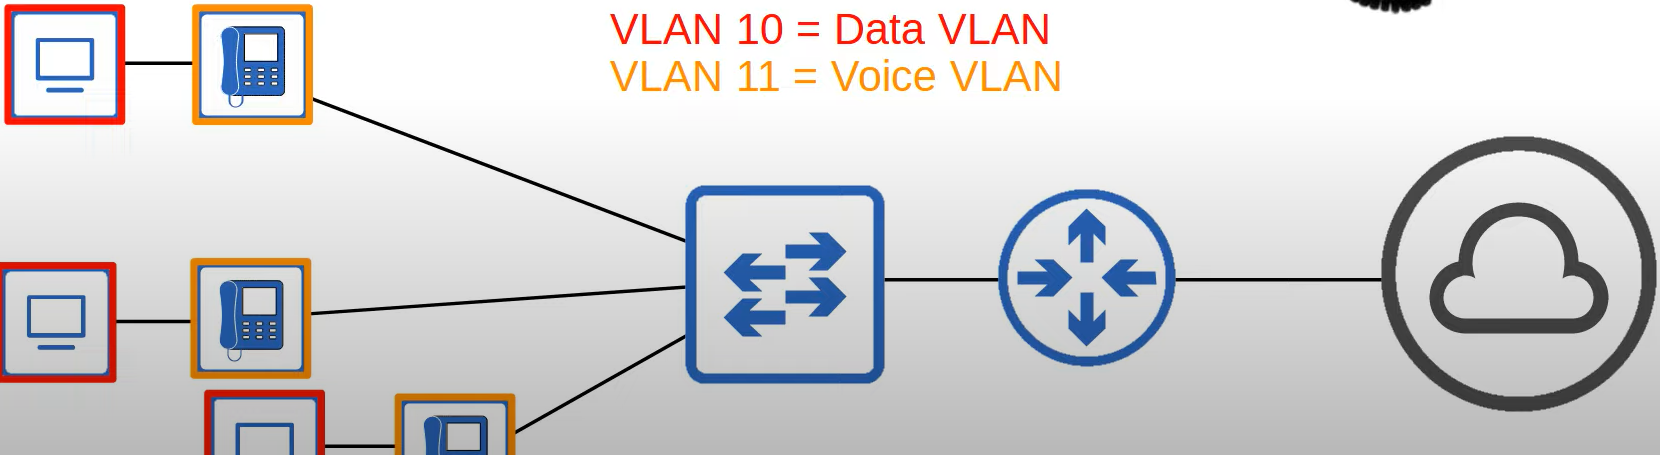 VLAN 10 = Data VLAN
VLAN 11 = Voice VLAN